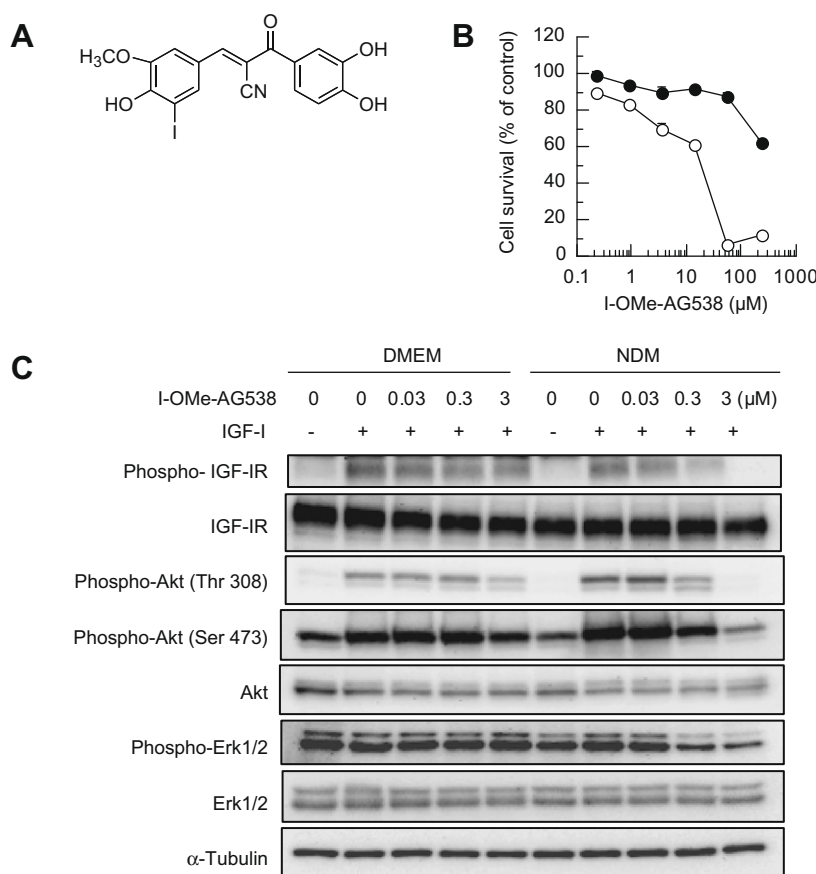 A
O
H3CO
OH
HO
CN
OH
I
B
120
100
80
60
40
20
0
Cell survival (% of control)
0.1 1 10 100 1000
I-OMe-AG538 (µM)
C
DMEM NDM
I-OMe-AG538 0 0 0.03 0.3 3 0 0 0.03 0.3 3 (µM)
IGF-I - + + + + - + + + +
Phospho- IGF-IR
IGF-IR
Phospho-Akt (Thr 308)
Phospho-Akt (Ser 473)
Akt
Phospho-Erk1/2
Erk1/2
α-Tubulin